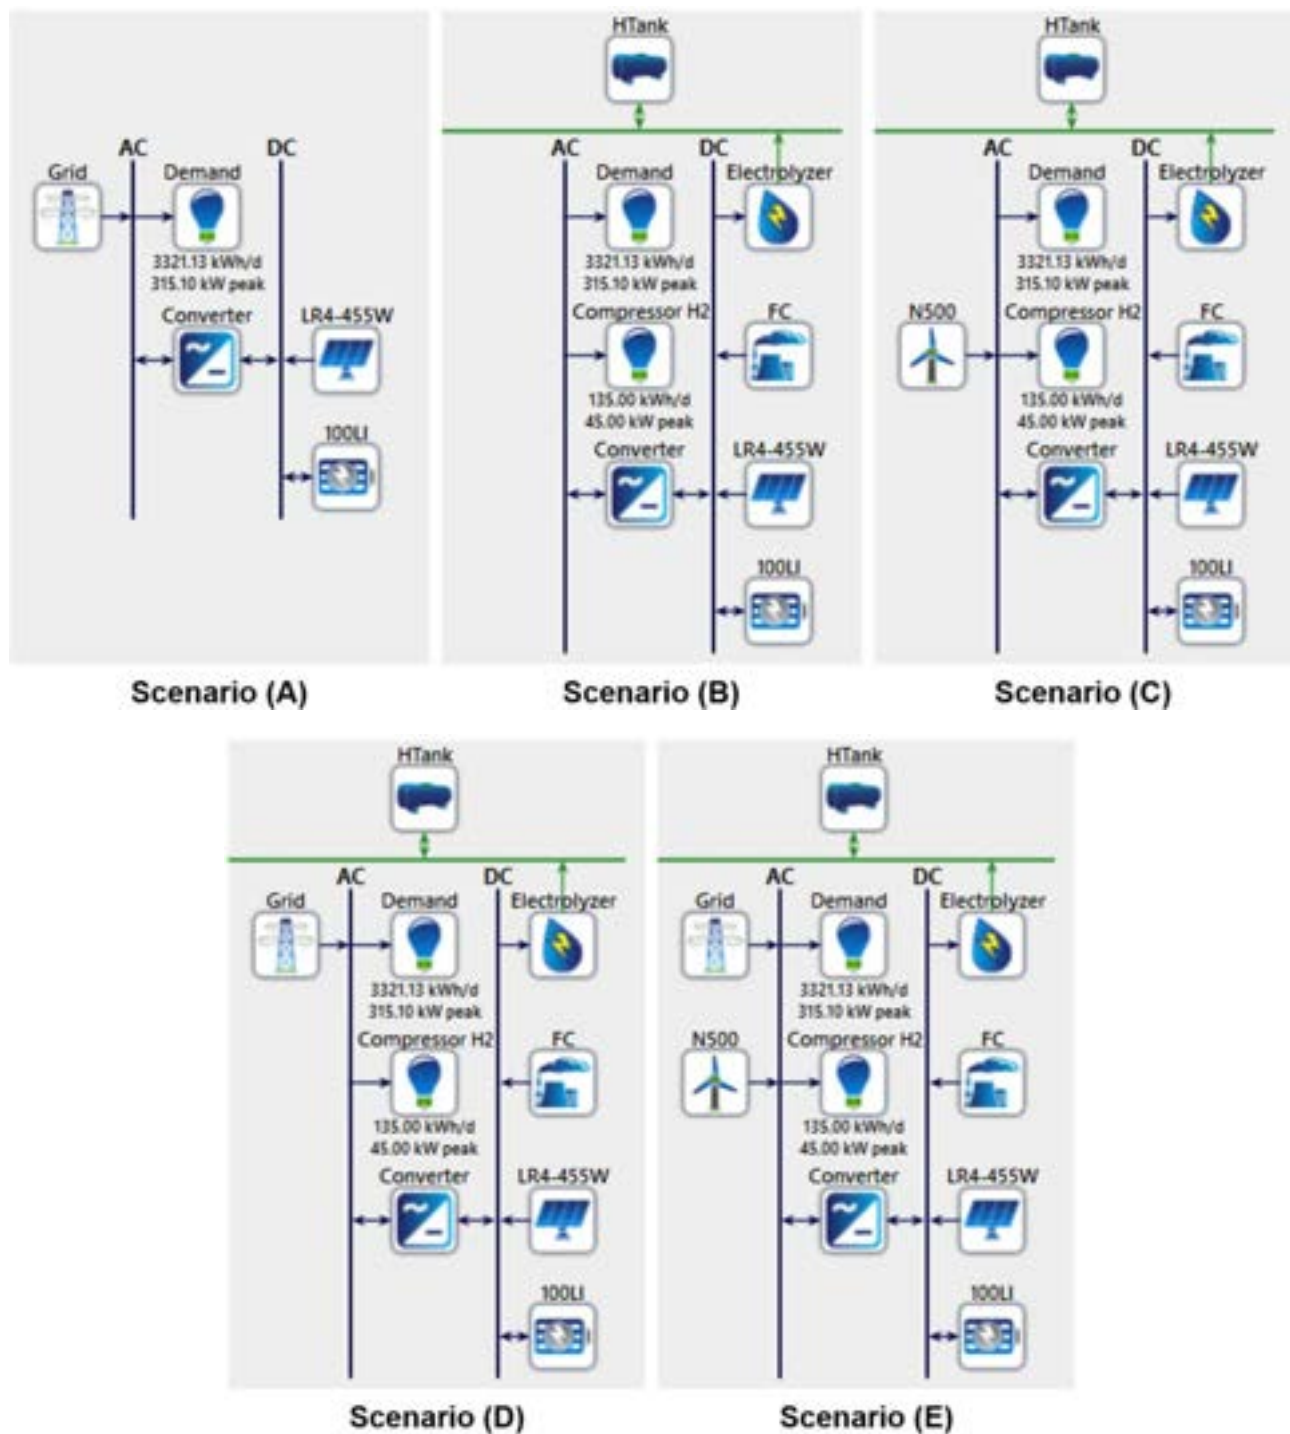 HTank
HTank
AC
DC
AC
DC
AC
DC
Grid
Demand
Demand
Electrolyzer
Demand
Electrolyzer
3321.13 kWh/d
315.10 kW peak
3321.13 kWh/d
315.10 kW peak
3321.13 kWh/d
315.10 kW peak
Converter
LR4-455W
Compressor H2
FC
N500
Compressor H2
FC
135.00 kWh/d
45.00 kW peak
135.00 kWh/d
45.00 kW peak
100LI
Converter
LR4-455W
Converter
LR4-455W
100LI
100LI
Scenario (A)
Scenario (B)
Scenario (C)
HTank
HTank
AC
DC
AC
DC
Grid
Demand
Electrolyzer
Grid
Demand
Electrolyzer
3321.13 kWh/d
315.10 kW peak
3321.13 kWh/d
315.10 kW peak
Compressor H2
FC
N500
Compressor H2
FC
135.00 kWh/d
45.00 kW peak
135.00 kWh/d
45.00 kW peak
Converter
LR4-455W
Converter
LR4-455W
100LI
100LI
Scenario (D)
Scenario (E)